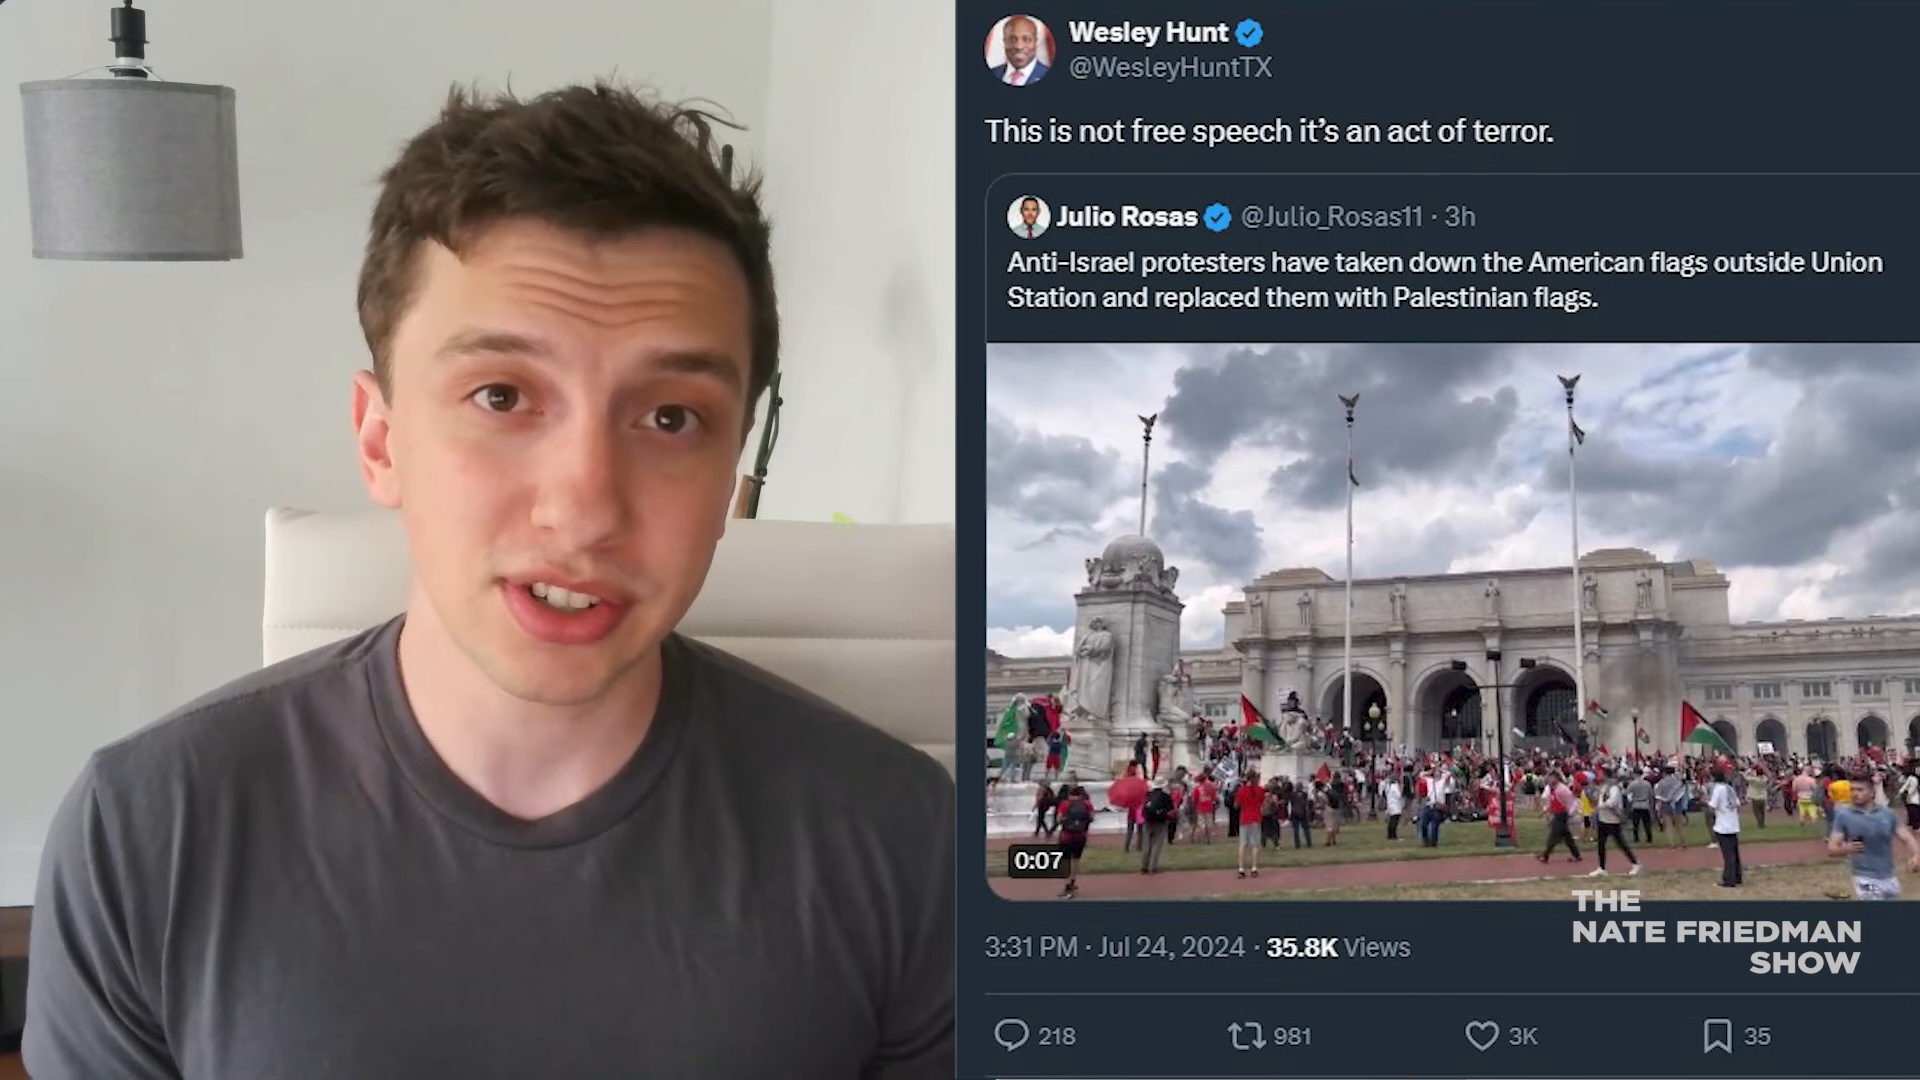 Wesley Hunt
@WesleyHuntTX
This is not free speech it’s an act of terror.
Julio Rosas @Julio_Rosas11 · 3h
Anti-Israel protesters have taken down the American flags outside Union
Station and replaced them with Palestinian flags.
0:07
THE
NATE FRIEDMAN
SHOW
3:31 PM · Jul 24, 2024 · 35.8K Views
218 981 3K 35